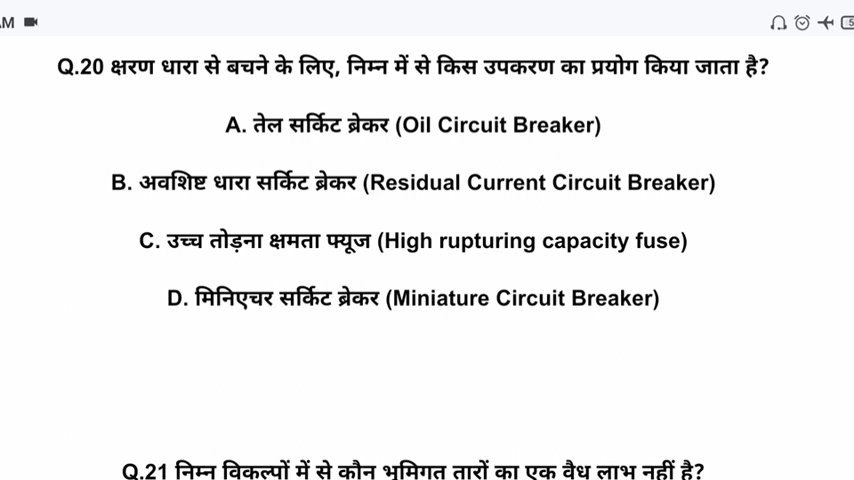 M
Q.20 क्षरण धारा से बचने के लिए, निम्न में से किस उपकरण का प्रयोग किया जाता है?
A. तेल सर्किट ब्रेकर (Oil Circuit Breaker)
B. अवशिष्ट धारा सर्किट ब्रेकर (Residual Current Circuit Breaker)
C. उच्च तोड़ना क्षमता फ्यूज (High rupturing capacity fuse)
D. मिनिएचर सर्किट ब्रेकर (Miniature Circuit Breaker)
Q.21 निम्न विकल्पों में से कौन भूमिगत तारों का एक वैध लाभ नहीं है?